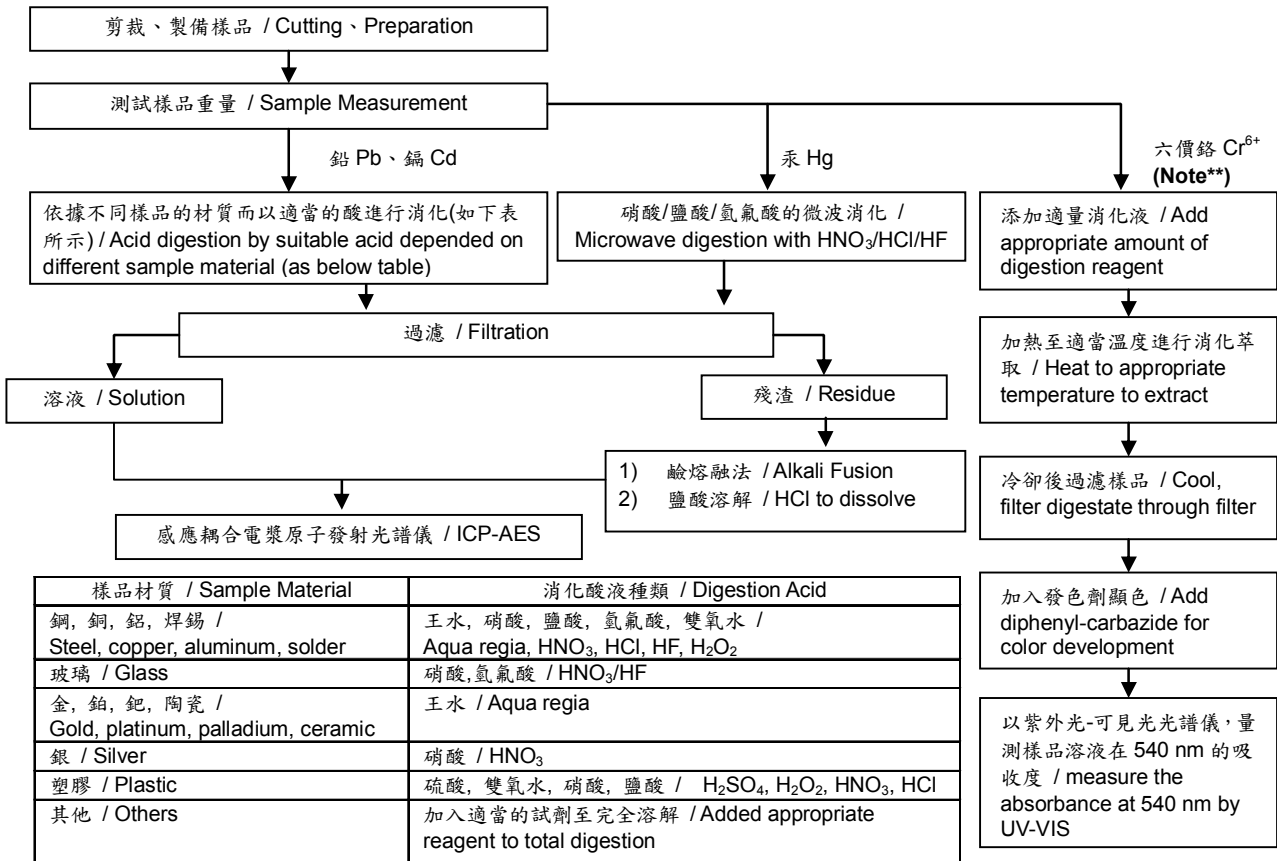 剪裁、製備樣品 / Cutting、Preparation
測試樣品重量 / Sample Measurement
鉛 Pb、鎘 Cd
汞 Hg
六價鉻 Cr⁶⁺
(Note**)
依據不同樣品的材質而以適當的酸進行消化(如下表
所示) / Acid digestion by suitable acid depended on
different sample material (as below table)
硝酸/鹽酸/氫氟酸的微波消化 /
Microwave digestion with HNO₃/HCl/HF
添加適量消化液 / Add
appropriate amount of
digestion reagent
過濾 / Filtration
加熱至適當溫度進行消化萃
取 / Heat to appropriate
temperature to extract
溶液 / Solution
殘渣 / Residue
1) 鹼熔融法 / Alkali Fusion
2) 鹽酸溶解 / HCl to dissolve
冷卻後過濾樣品 / Cool,
filter digestate through filter
感應耦合電漿原子發射光譜儀 / ICP-AES
加入發色劑顯色 / Add
diphenyl-carbazide for
color development
以紫外光-可見光光譜儀，量
測樣品溶液在 540 nm 的吸
收度 / measure the
absorbance at 540 nm by
UV-VIS
樣品材質 / Sample Material
消化酸液種類 / Digestion Acid
鋼, 銅, 鋁, 焊錫 /
Steel, copper, aluminum, solder
王水, 硝酸, 鹽酸, 氫氟酸, 雙氧水 /
Aqua regia, HNO₃, HCl, HF, H₂O₂
玻璃 / Glass
硝酸,氫氟酸 / HNO₃/HF
金, 鉑, 鈀, 陶瓷 /
Gold, platinum, palladium, ceramic
王水 / Aqua regia
銀 / Silver
硝酸 / HNO₃
塑膠 / Plastic
硫酸, 雙氧水, 硝酸, 鹽酸 / H₂SO₄, H₂O₂, HNO₃, HCl
其他 / Others
加入適當的試劑至完全溶解 / Added appropriate
reagent to total digestion